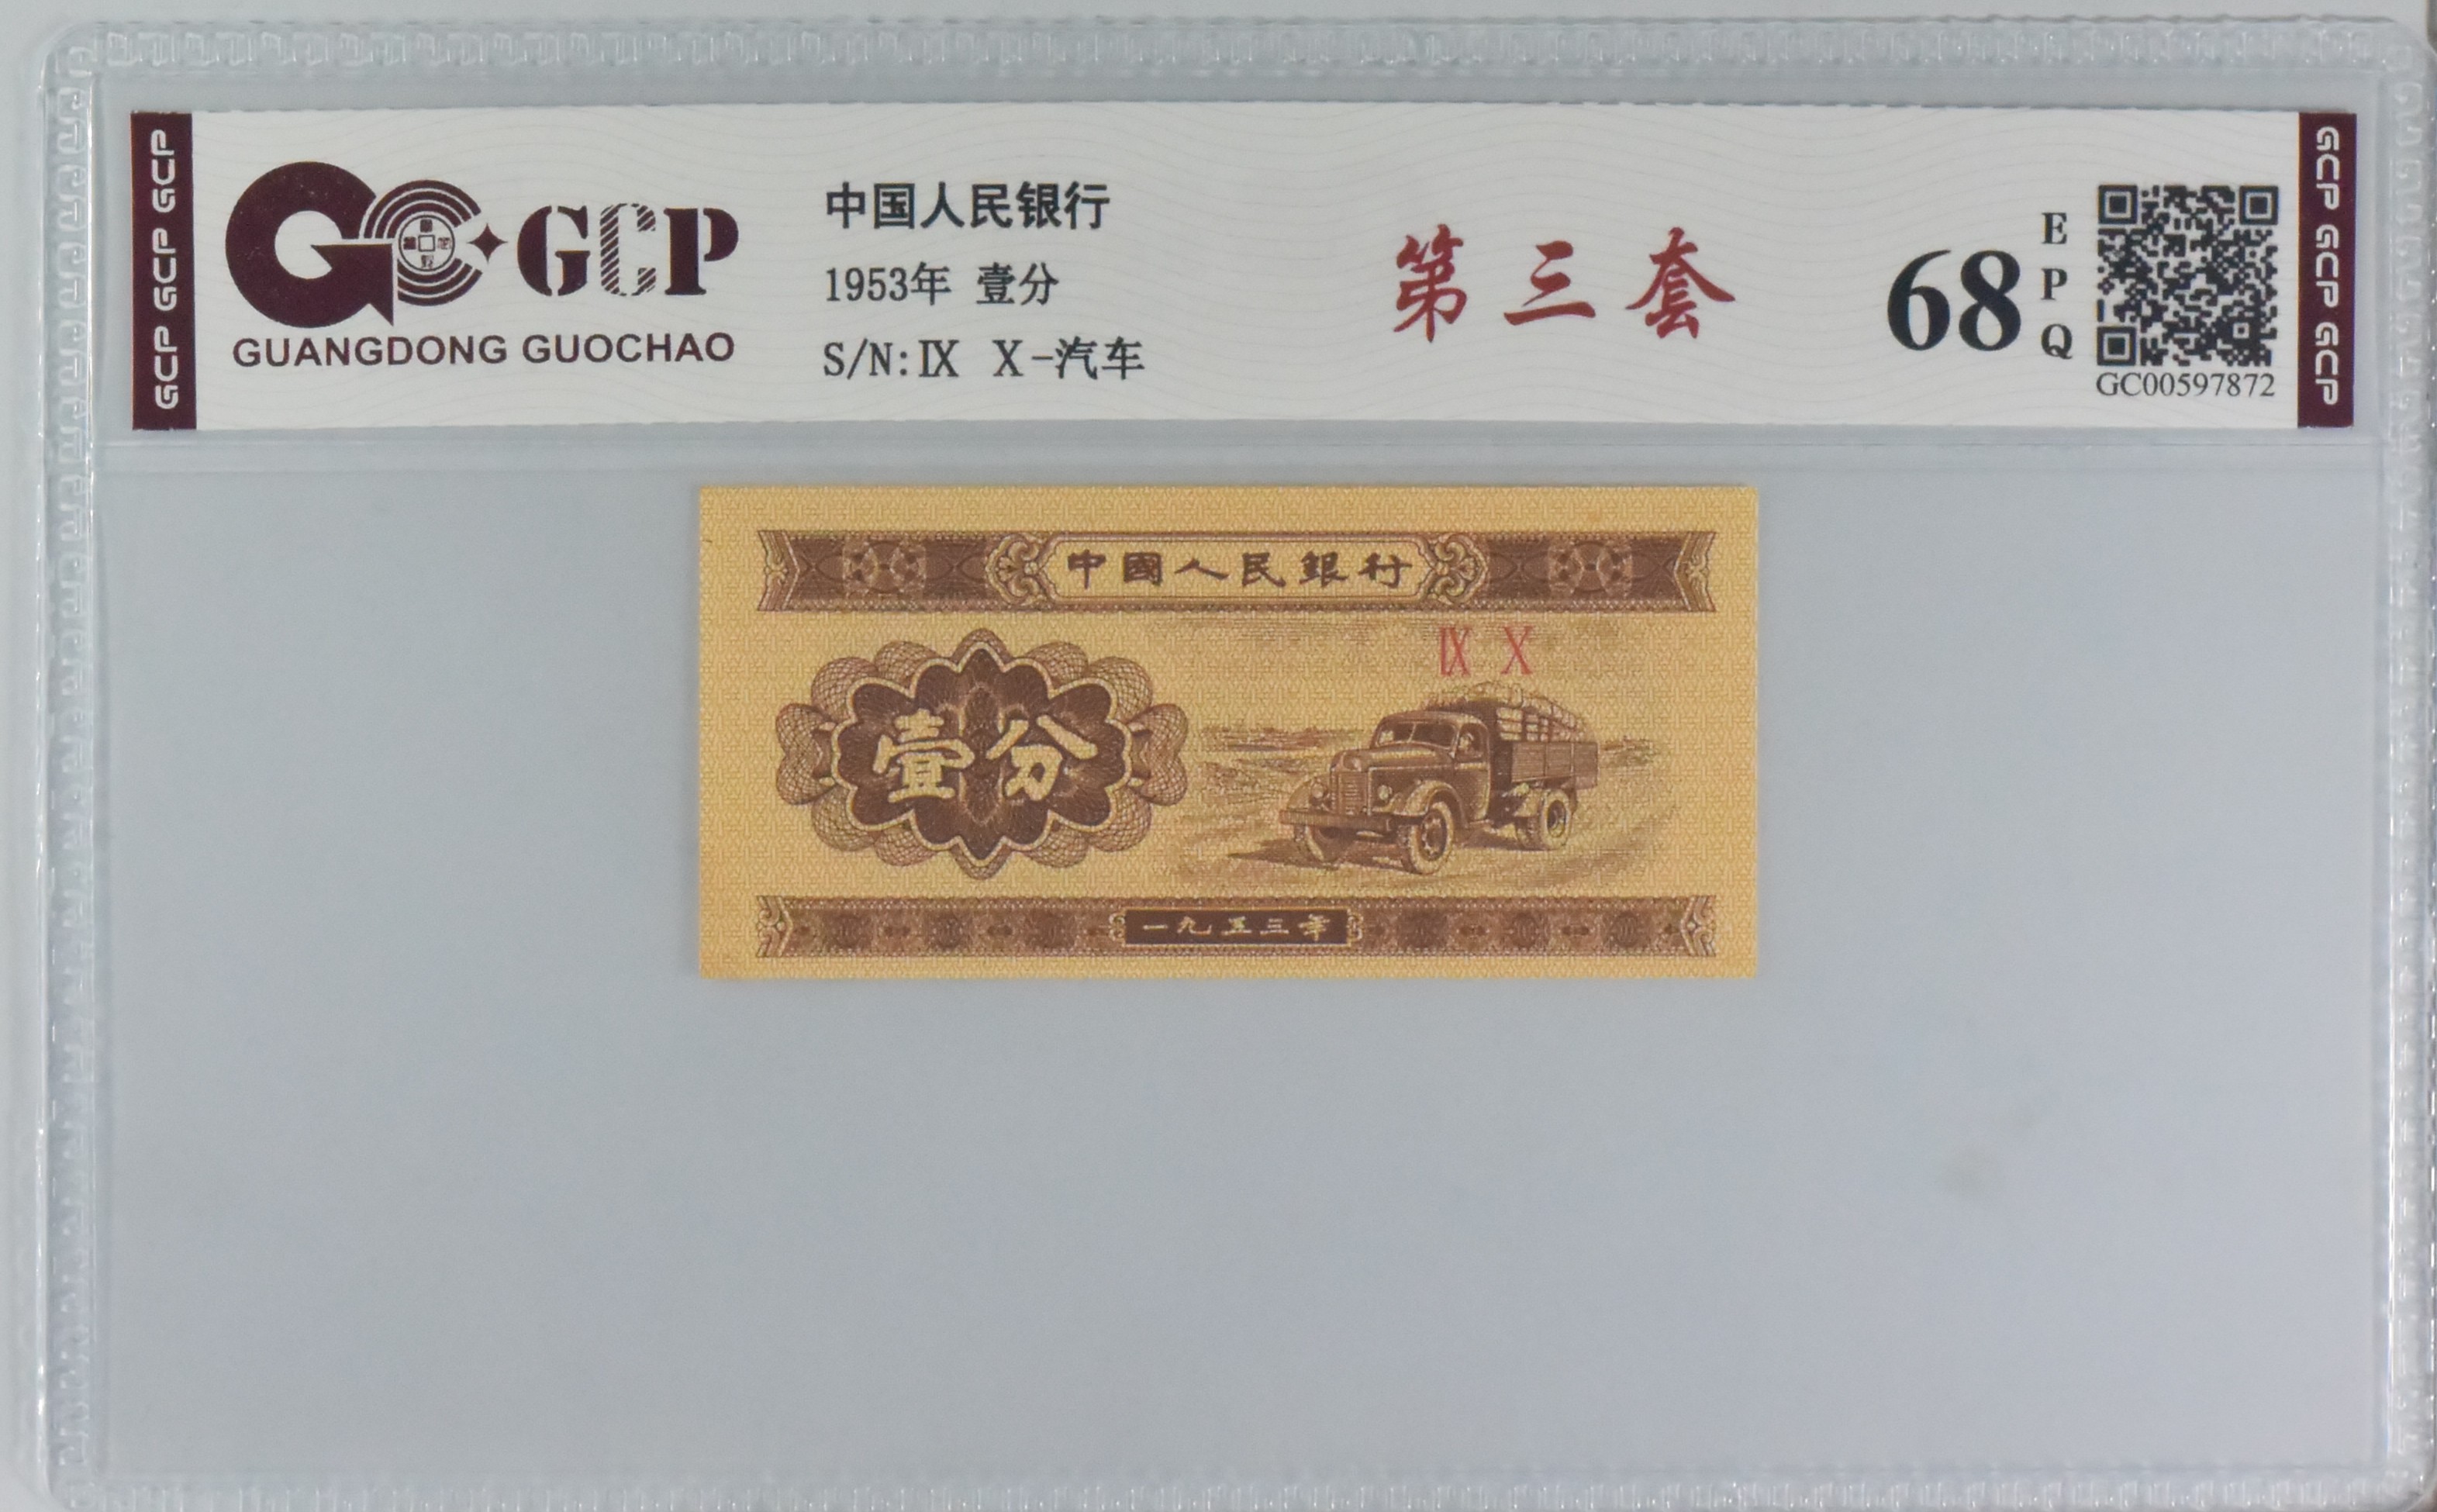 GCP GCP GCP
GCP
GUANGDONG GUOCHAO
中国人民银行
1953年 壹分
S/N:Ⅸ Ⅹ-汽车
第三套
68
E
P
Q
GC00597872
GCP GCP GCP
中國人民銀行
Ⅸ Ⅹ
壹分
一九五三年